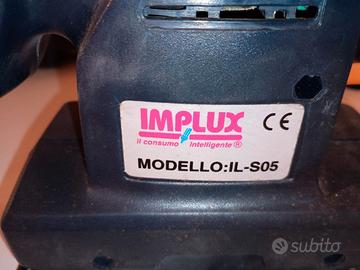 IMPLUX
il consumo intelligente®
CE
MODELLO:IL-S05
subito